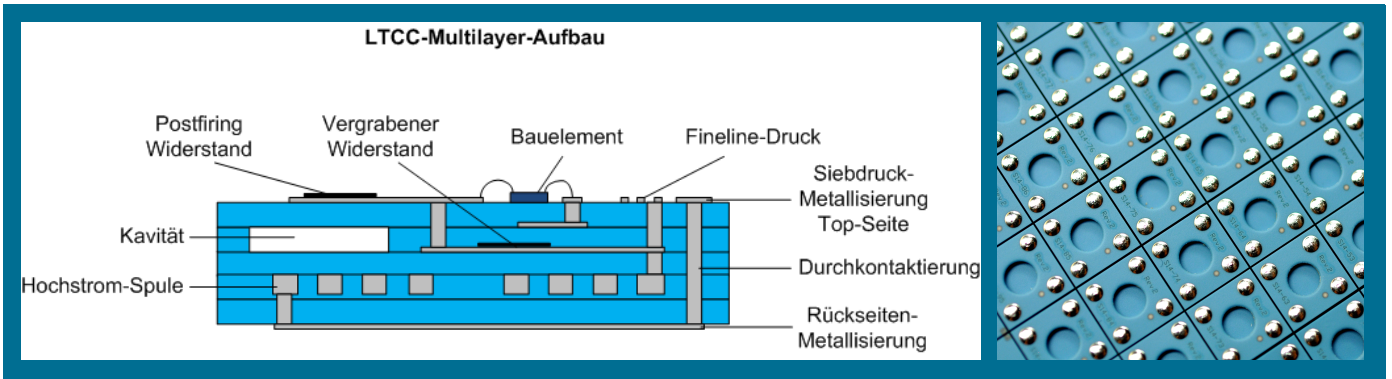 LTCC-Multilayer-Aufbau
Postfiring
Widerstand
Vergrabener
Widerstand
Bauelement
Fineline-Druck
Siebdruck-
Metallisierung
Top-Seite
Kavität
Durchkontaktierung
Hochstrom-Spule
Rückseiten-
Metallisierung